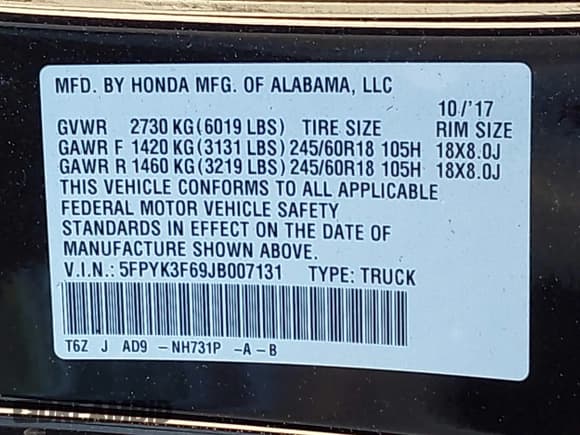 MFD. BY HONDA MFG. OF ALABAMA, LLC
10/'17
GVWR 2730 KG (6019 LBS) TIRE SIZE RIM SIZE
GAWR F 1420 KG (3131 LBS) 245/60R18 105H 18X8.0J
GAWR R 1460 KG (3219 LBS) 245/60R18 105H 18X8.0J
THIS VEHICLE CONFORMS TO ALL APPLICABLE
FEDERAL MOTOR VEHICLE SAFETY
STANDARDS IN EFFECT ON THE DATE OF
MANUFACTURE SHOWN ABOVE.
V.I.N.: 5FPYK3F69JB007131 TYPE: TRUCK
T6Z J AD9 -NH731P -A-B